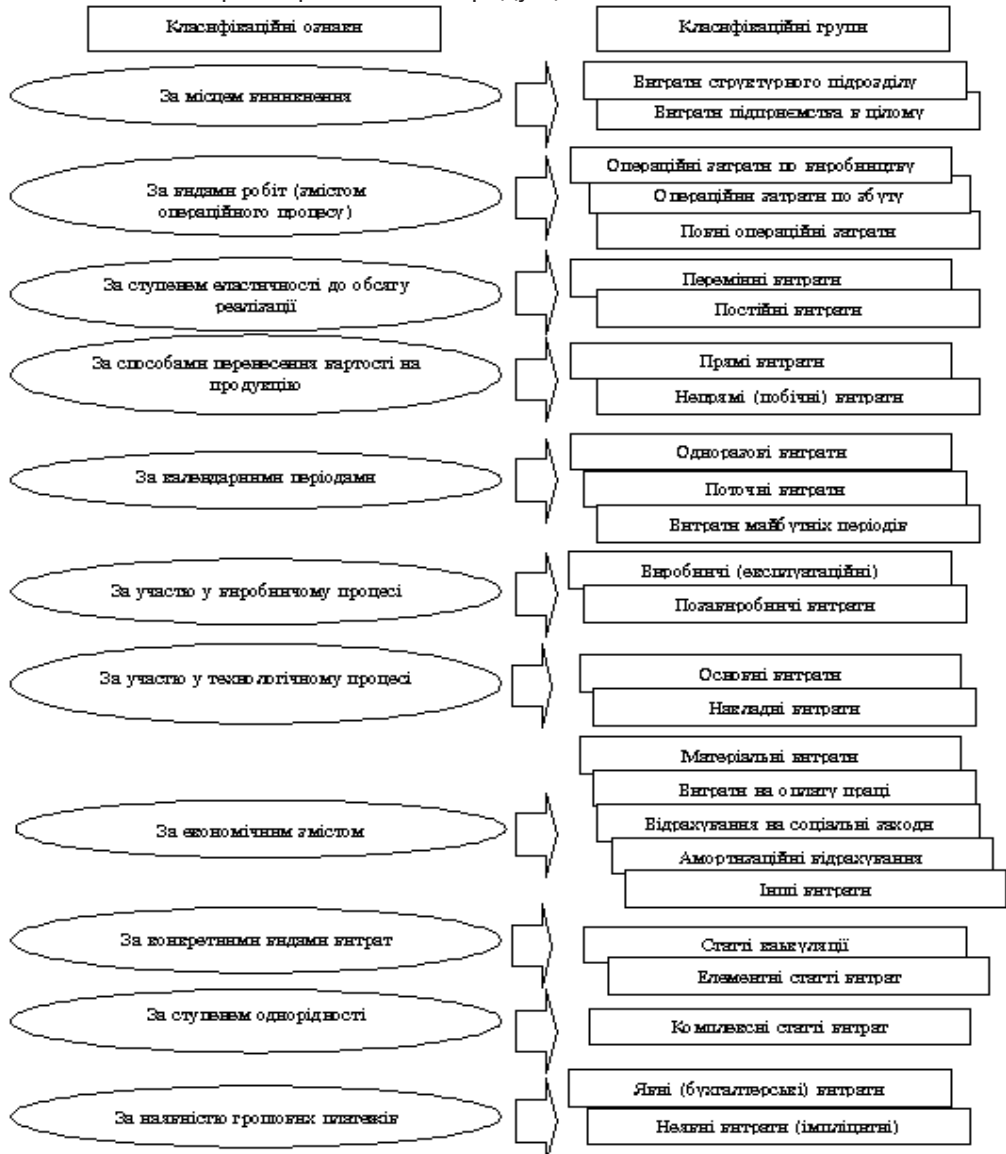 Класифікаційні ознаки
Класифікаційні групи
За місцем виникнення
Витрати структурного підрозділу
Витрати підприємства в цілому
За видами робіт (змістом
операційного процесу)
Операційні затрати по виробництву
Операційни затрати по збуту
Повні операційні затрати
За ступенем еластичності до обсягу
реалізації
Перемінні витрати
Постійні витрати
За способами перенесення вартості на
продукцію
Прямі витрати
Непрямі (побічні) витрати
За календарними періодами
Одноразові витрати
Поточні витрати
Витрати майбутніх періодів
За участю у виробничому процесі
Виробничі (експлуатаційні)
Позавиробничі витрати
За участю у технологічному процесі
Основні витрати
Накладні витрати
За економічним змістом
Матеріальні витрати
Витрати на оплату праці
Відрахування на соціальні заходи
Амортизаційні відрахування
Інші витрати
За конкретними видами витрат
Статті калькуляції
Елементні статті витрат
За ступенем однорідності
Комплексні статті витрат
За наявністю грошових платежів
Явні (бухгалтерські) витрати
Неявні витрати (імпліцитні)